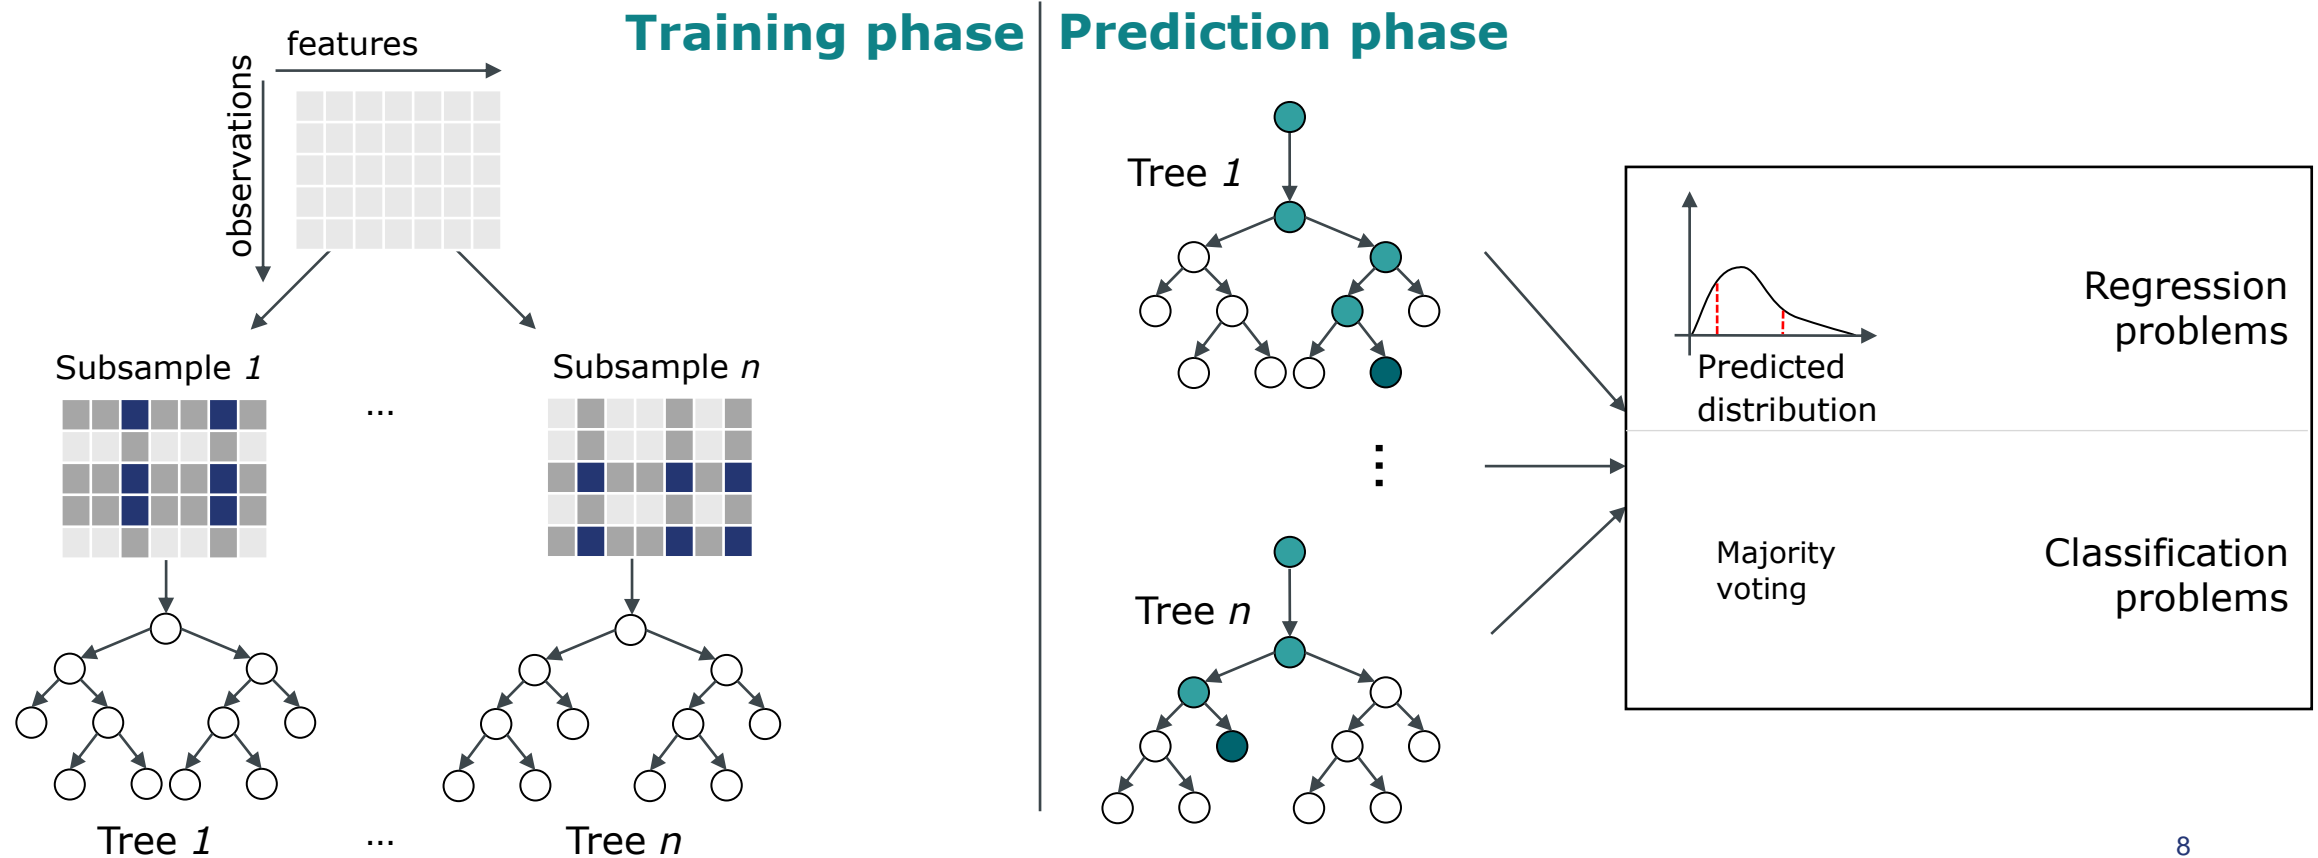 Training phase
features
observations
Subsample 1
...
Subsample n
Tree 1
...
Tree n
Prediction phase
Tree 1
...
Tree n
Predicted
distribution
Regression
problems
Majority
voting
Classification
problems
8